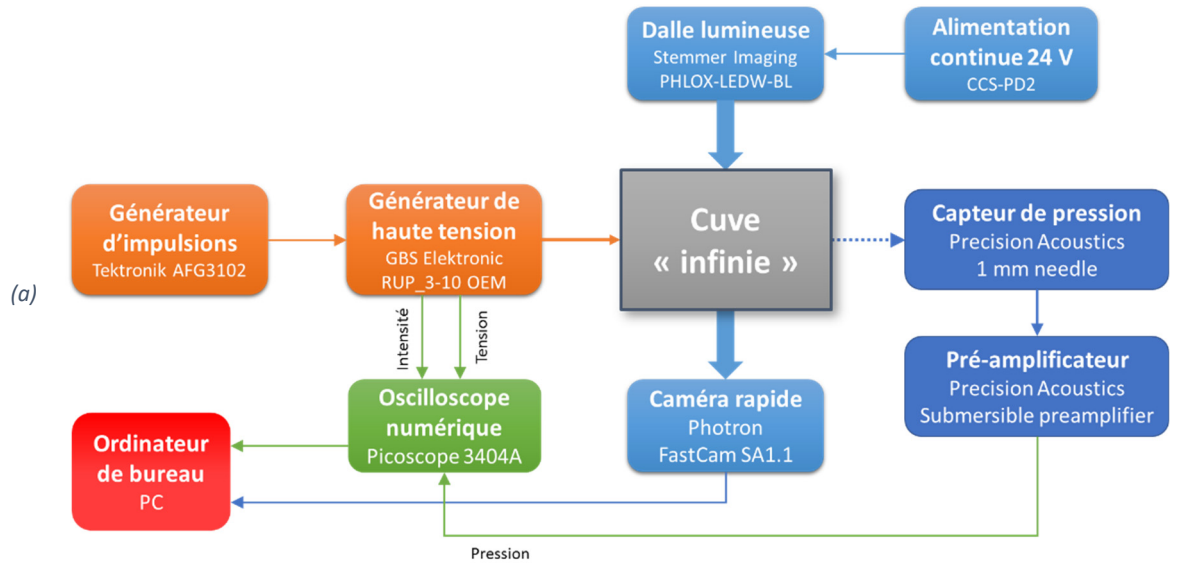 Dalle lumineuse
Stemmer Imaging
PHLOX-LEDW-BL
Alimentation
continue 24 V
CCS-PD2
Générateur
d'impulsions
Tektronik AFG3102
Générateur de
haute tension
GBS Elektronic
RUP_3-10 OEM
Cuve
« infinie »
Capteur de pression
Precision Acoustics
1 mm needle
(a)
Intensité
Tension
Pré-amplificateur
Precision Acoustics
Submersible preamplifier
Oscilloscope
numérique
Picoscope 3404A
Caméra rapide
Photron
FastCam SA1.1
Ordinateur
de bureau
PC
Pression